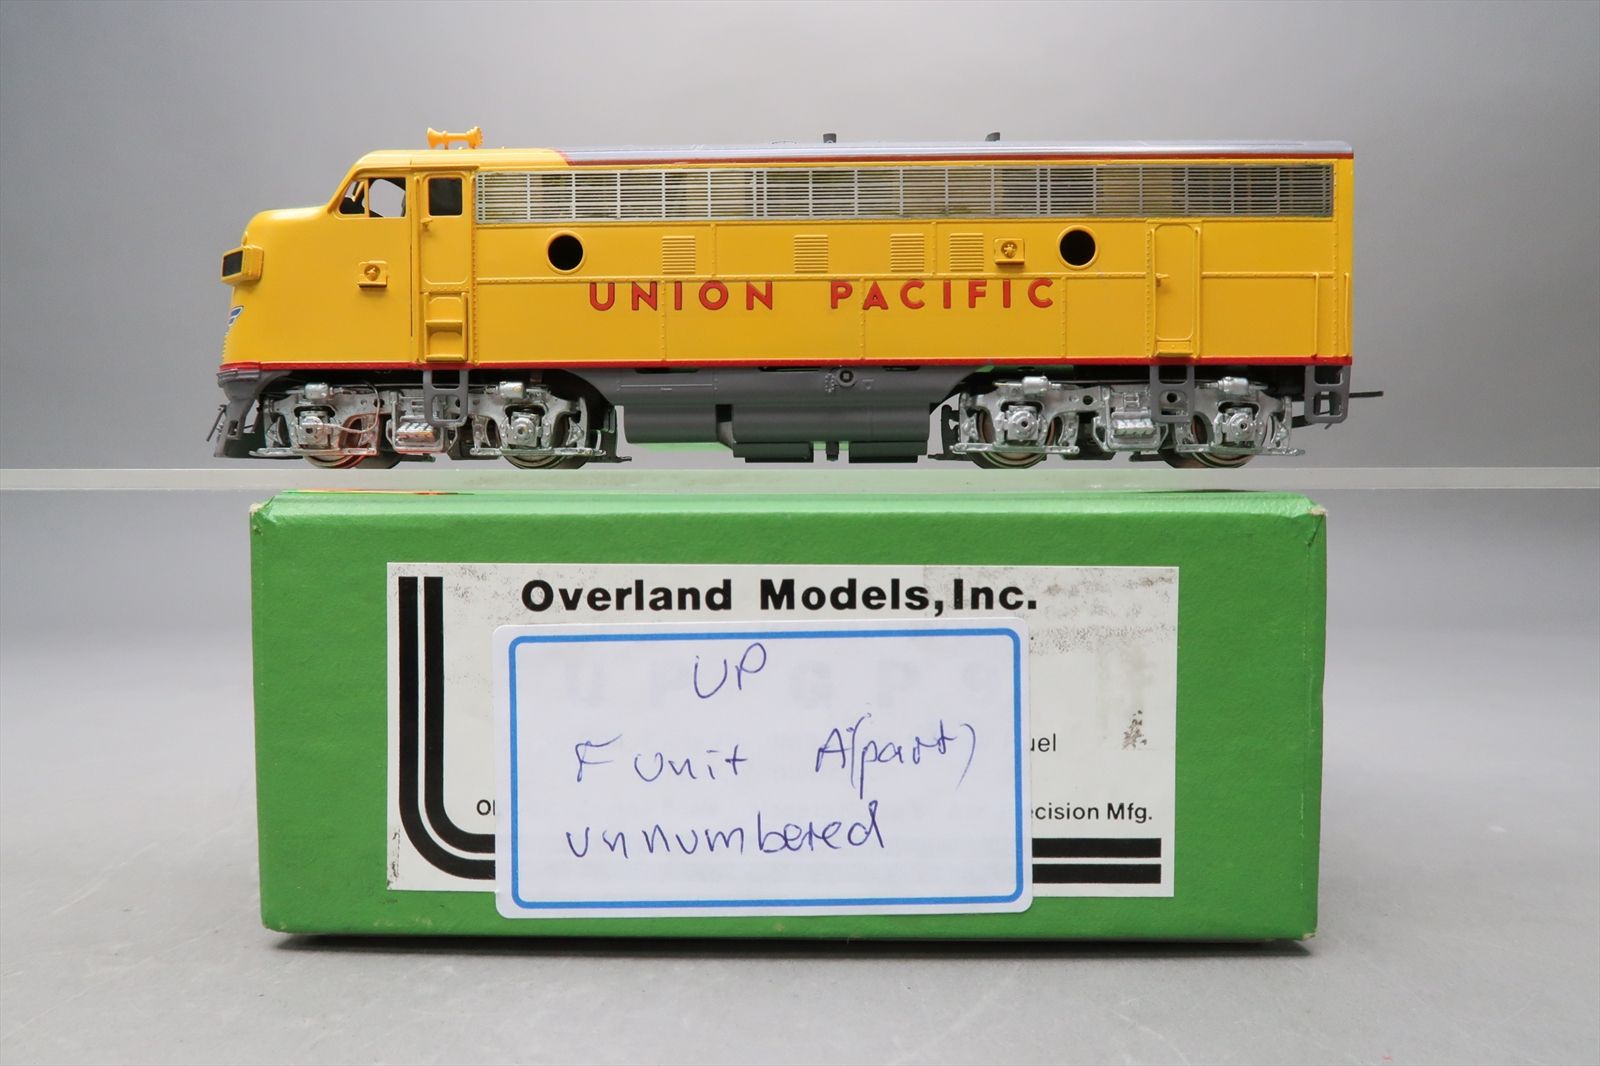 UNION PACIFIC
Overland Models, Inc.
UP
F unit A(part)
unnumbered
uel
ecision Mfg.